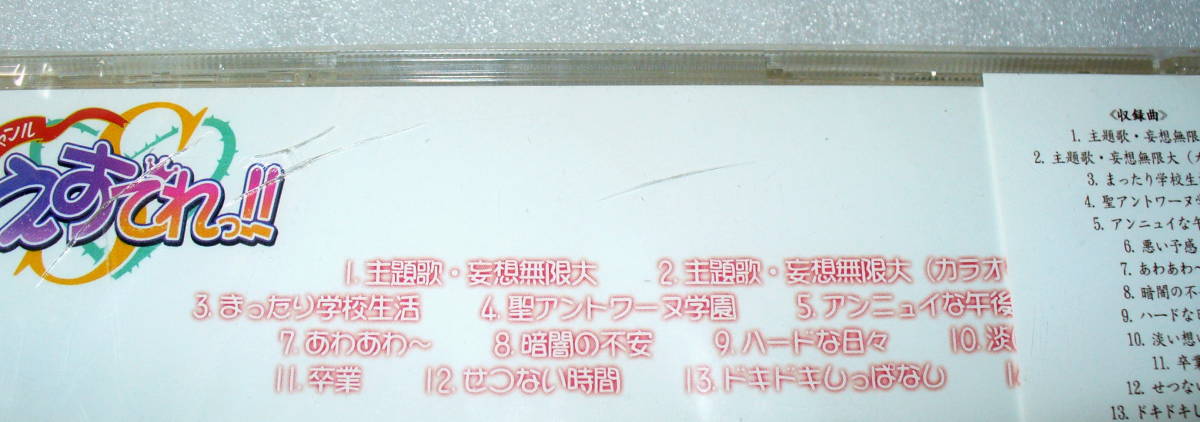 ャンル
えすぞれっ!!
1.主題歌・妄想無限大 2.主題歌・妄想無限大（カラオ
3.まったり学校生活 4.聖アントワーヌ学園 5.アンニュイな午後
7.あわあわ～ 8.暗闇の不安 9.ハードな日々 10.淡
11.卒業 12.せつない時間 13.ドキドキしっぱなし
《収録曲》
1. 主題歌・妄想無限
2. 主題歌・妄想無限大（カ
3. まったり学校生
4. 聖アントワーヌ学
5. アンニュイな午
6. 悪い予感
7. あわあわ～
8. 暗闇の不
9. ハードな日
10. 淡い想い
11. 卒業
12. せつない
13. ドキドキし